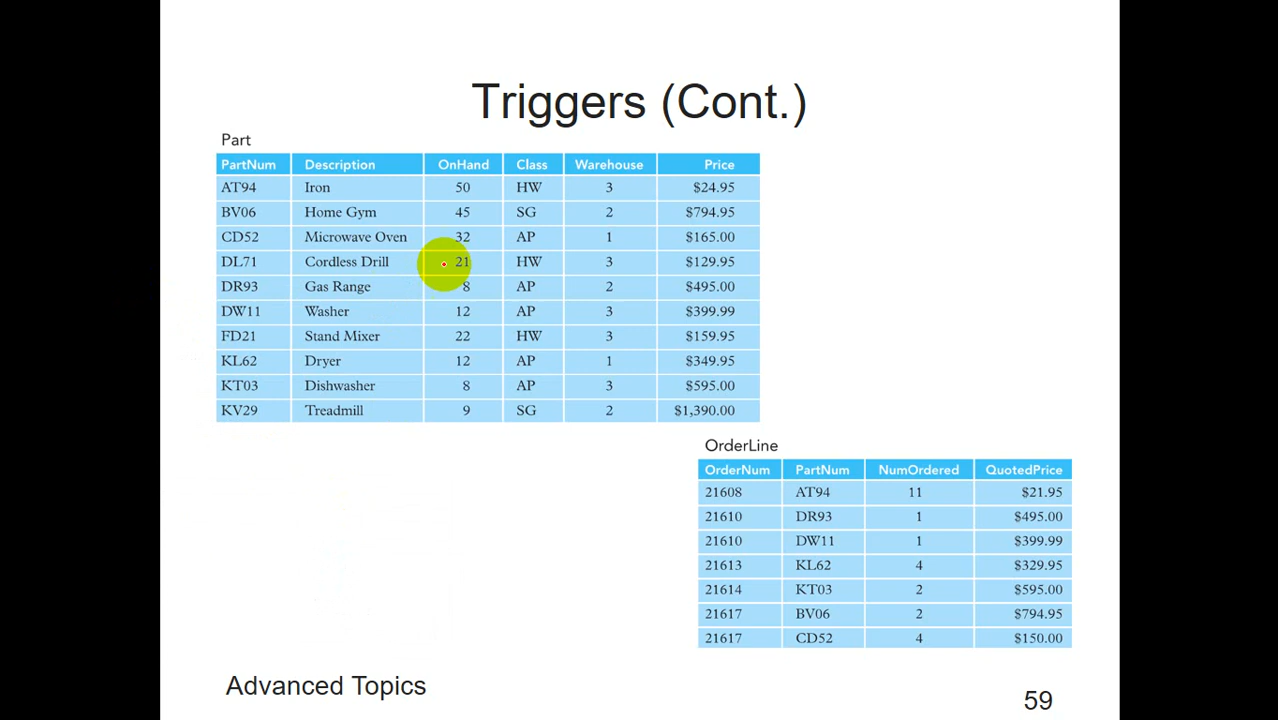 Triggers (Cont.)
Part
PartNum Description OnHand Class Warehouse Price
AT94 Iron 50 HW 3 $24.95
BV06 Home Gym 45 SG 2 $794.95
CD52 Microwave Oven 32 AP 1 $165.00
DL71 Cordless Drill 21 HW 3 $129.95
DR93 Gas Range 8 AP 2 $495.00
DW11 Washer 12 AP 3 $399.99
FD21 Stand Mixer 22 HW 3 $159.95
KL62 Dryer 12 AP 1 $349.95
KT03 Dishwasher 8 AP 3 $595.00
KV29 Treadmill 9 SG 2 $1,390.00
OrderLine
OrderNum PartNum NumOrdered QuotedPrice
21608 AT94 11 $21.95
21610 DR93 1 $495.00
21610 DW11 1 $399.99
21613 KL62 4 $329.95
21614 KT03 2 $595.00
21617 BV06 2 $794.95
21617 CD52 4 $150.00
Advanced Topics
59